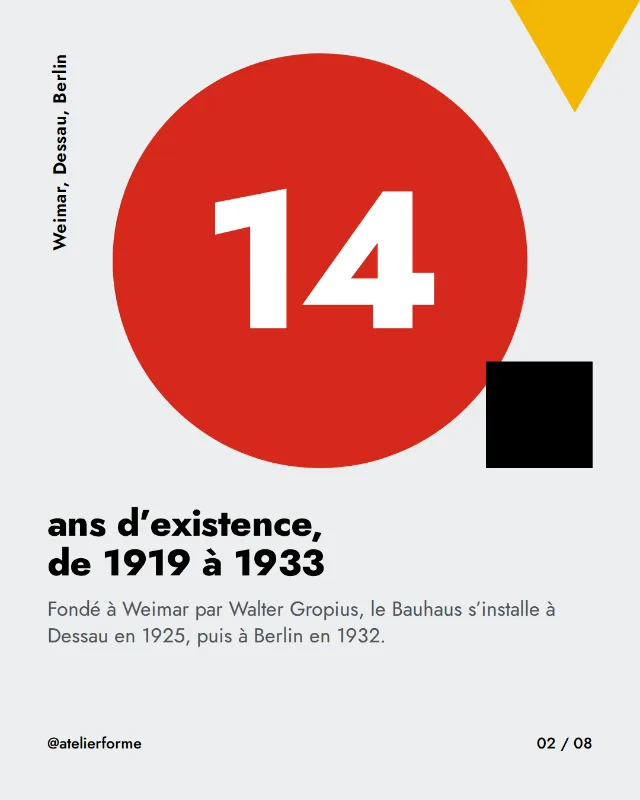 Weimar, Dessau, Berlin
14
ans d’existence,
de 1919 à 1933
Fondé à Weimar par Walter Gropius, le Bauhaus s’installe à
Dessau en 1925, puis à Berlin en 1932.
@atelierforme
02 / 08